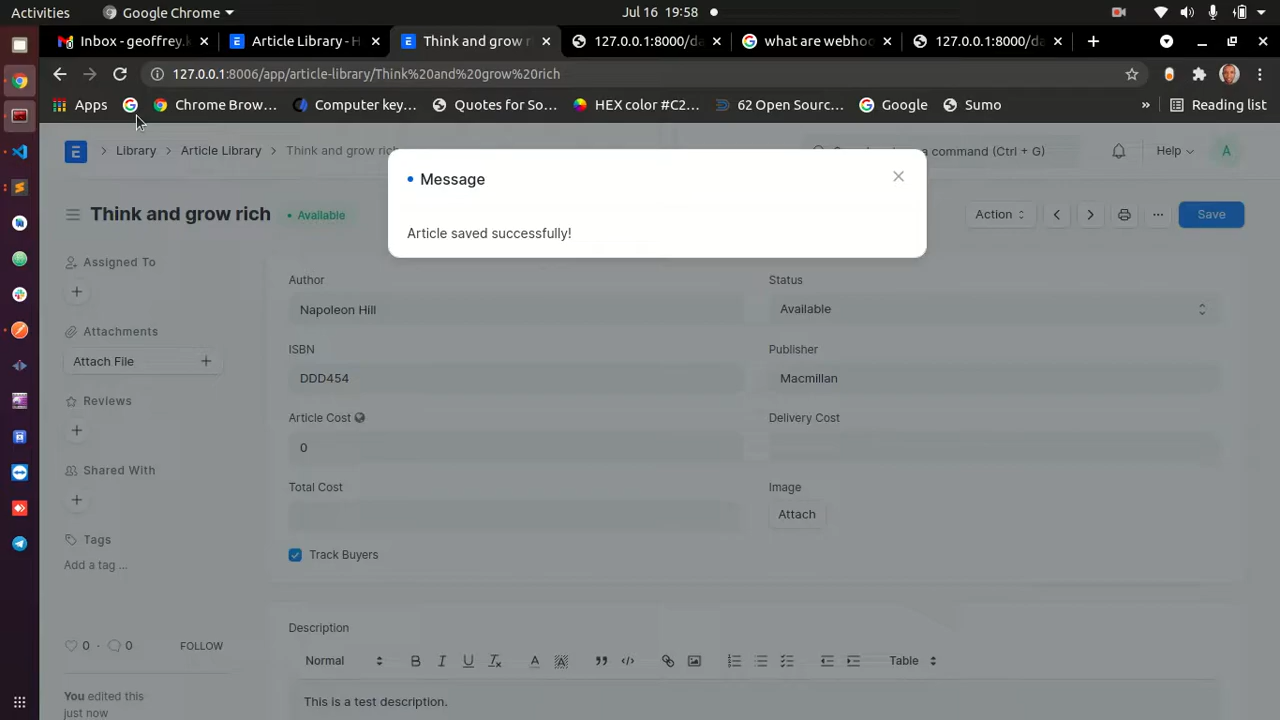 Activities Google Chrome Jul 16 19:58
Inbox - geoffrey.k Article Library - H Think and grow r 127.0.0.1:8000/da what are webhoo 127.0.0.1:8000/da
127.0.0.1:8006/app/article-library/Think%20and%20grow%20rich
Apps Chrome Brow... Computer key... Quotes for So... HEX color #C2... 62 Open Sourc... Google Sumo » Reading list
E Library Article Library Think and grow rich a command (Ctrl + G) Help A
Message
Think and grow rich Available Action Save
Article saved successfully!
Assigned To
Attachments
Attach File
Reviews
Shared With
Tags
Add a tag ...
0 · 0 FOLLOW
You edited this
just now
Author
Napoleon Hill
Status
Available
ISBN
DDD454
Publisher
Macmillan
Article Cost
0
Delivery Cost
Total Cost
Image
Attach
Track Buyers
Description
Normal B I U Tx A A Table
This is a test description.